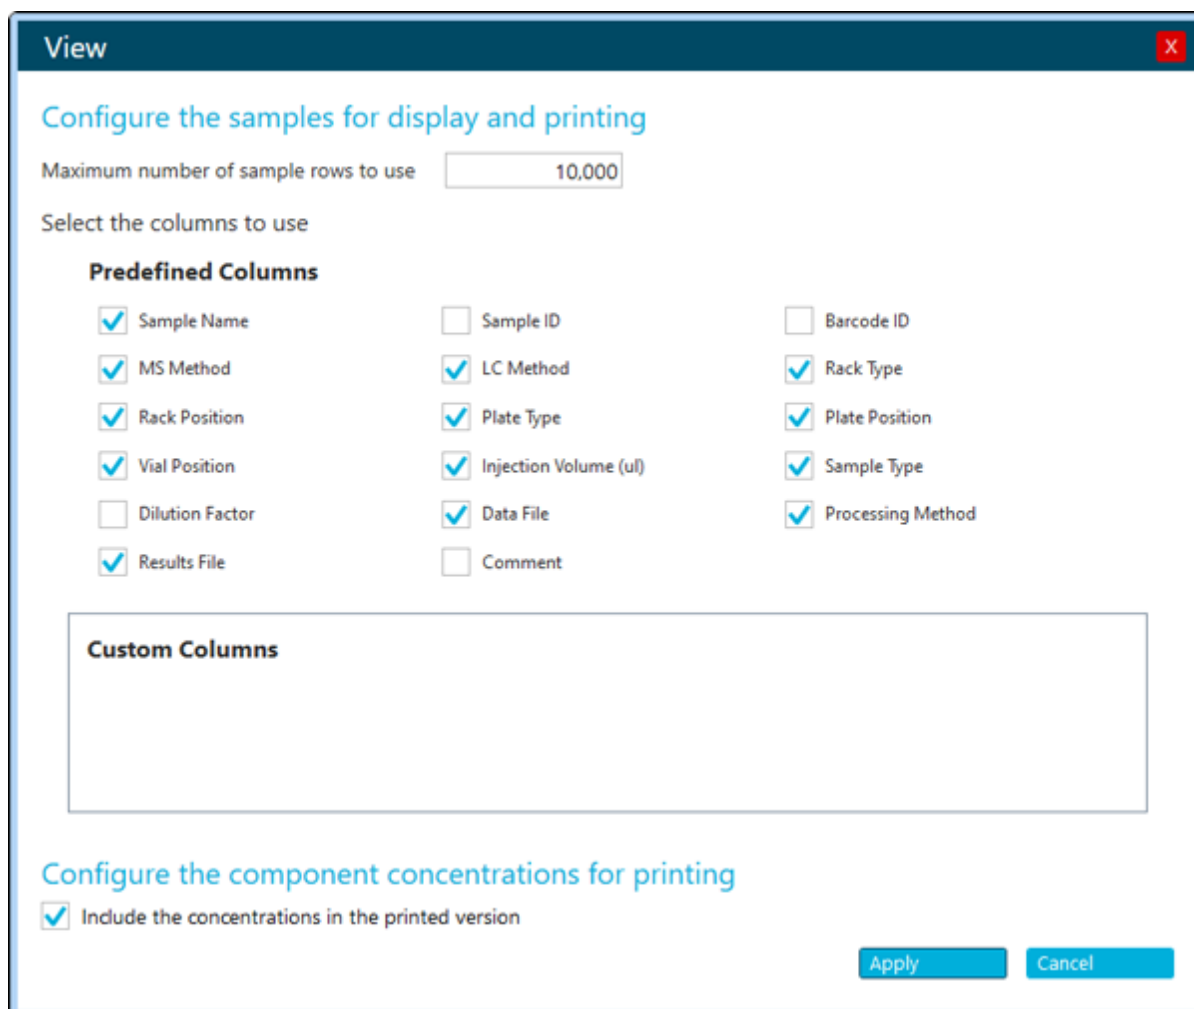 View
X
Configure the samples for display and printing
Maximum number of sample rows to use 10,000
Select the columns to use
Predefined Columns
Sample Name Sample ID Barcode ID
MS Method LC Method Rack Type
Rack Position Plate Type Plate Position
Vial Position Injection Volume (ul) Sample Type
Dilution Factor Data File Processing Method
Results File Comment
Custom Columns
Configure the component concentrations for printing
Include the concentrations in the printed version
Apply Cancel